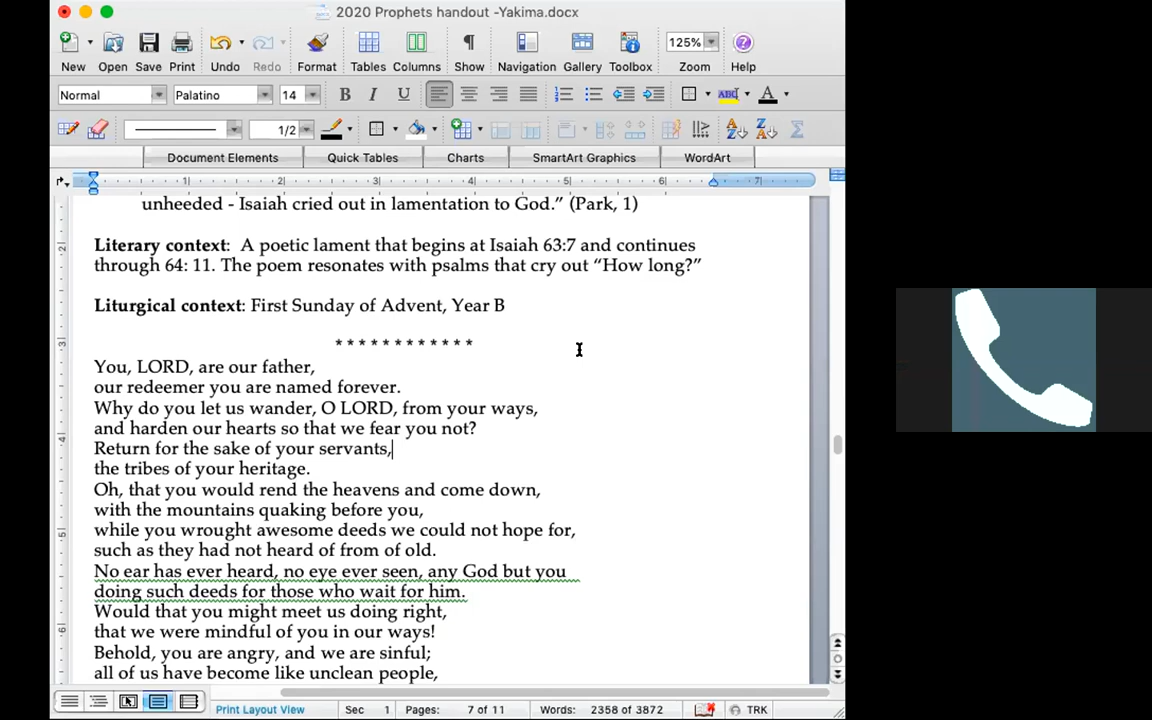 2020 Prophets handout -Yakima.docx
New Open Save Print Undo Redo Format Tables Columns Show Navigation Gallery Toolbox Zoom Help
125%
Normal Palatino 14 B I U ABC A
1/2
Document Elements Quick Tables Charts SmartArt Graphics WordArt
1 2 3 4 5 6 7
unheeded - Isaiah cried out in lamentation to God.” (Park, 1)
Literary context:  A poetic lament that begins at Isaiah 63:7 and continues
through 64: 11. The poem resonates with psalms that cry out “How long?”
Liturgical context: First Sunday of Advent, Year B
* * * * * * * * * * * *
You, LORD, are our father,
our redeemer you are named forever.
Why do you let us wander, O LORD, from your ways,
and harden our hearts so that we fear you not?
Return for the sake of your servants,
the tribes of your heritage.
Oh, that you would rend the heavens and come down,
with the mountains quaking before you,
while you wrought awesome deeds we could not hope for,
such as they had not heard of from of old.
No ear has ever heard, no eye ever seen, any God but you
doing such deeds for those who wait for him.
Would that you might meet us doing right,
that we were mindful of you in our ways!
Behold, you are angry, and we are sinful;
all of us have become like unclean people,
Print Layout View Sec 1 Pages: 7 of 11 Words: 2358 of 3872 TRK